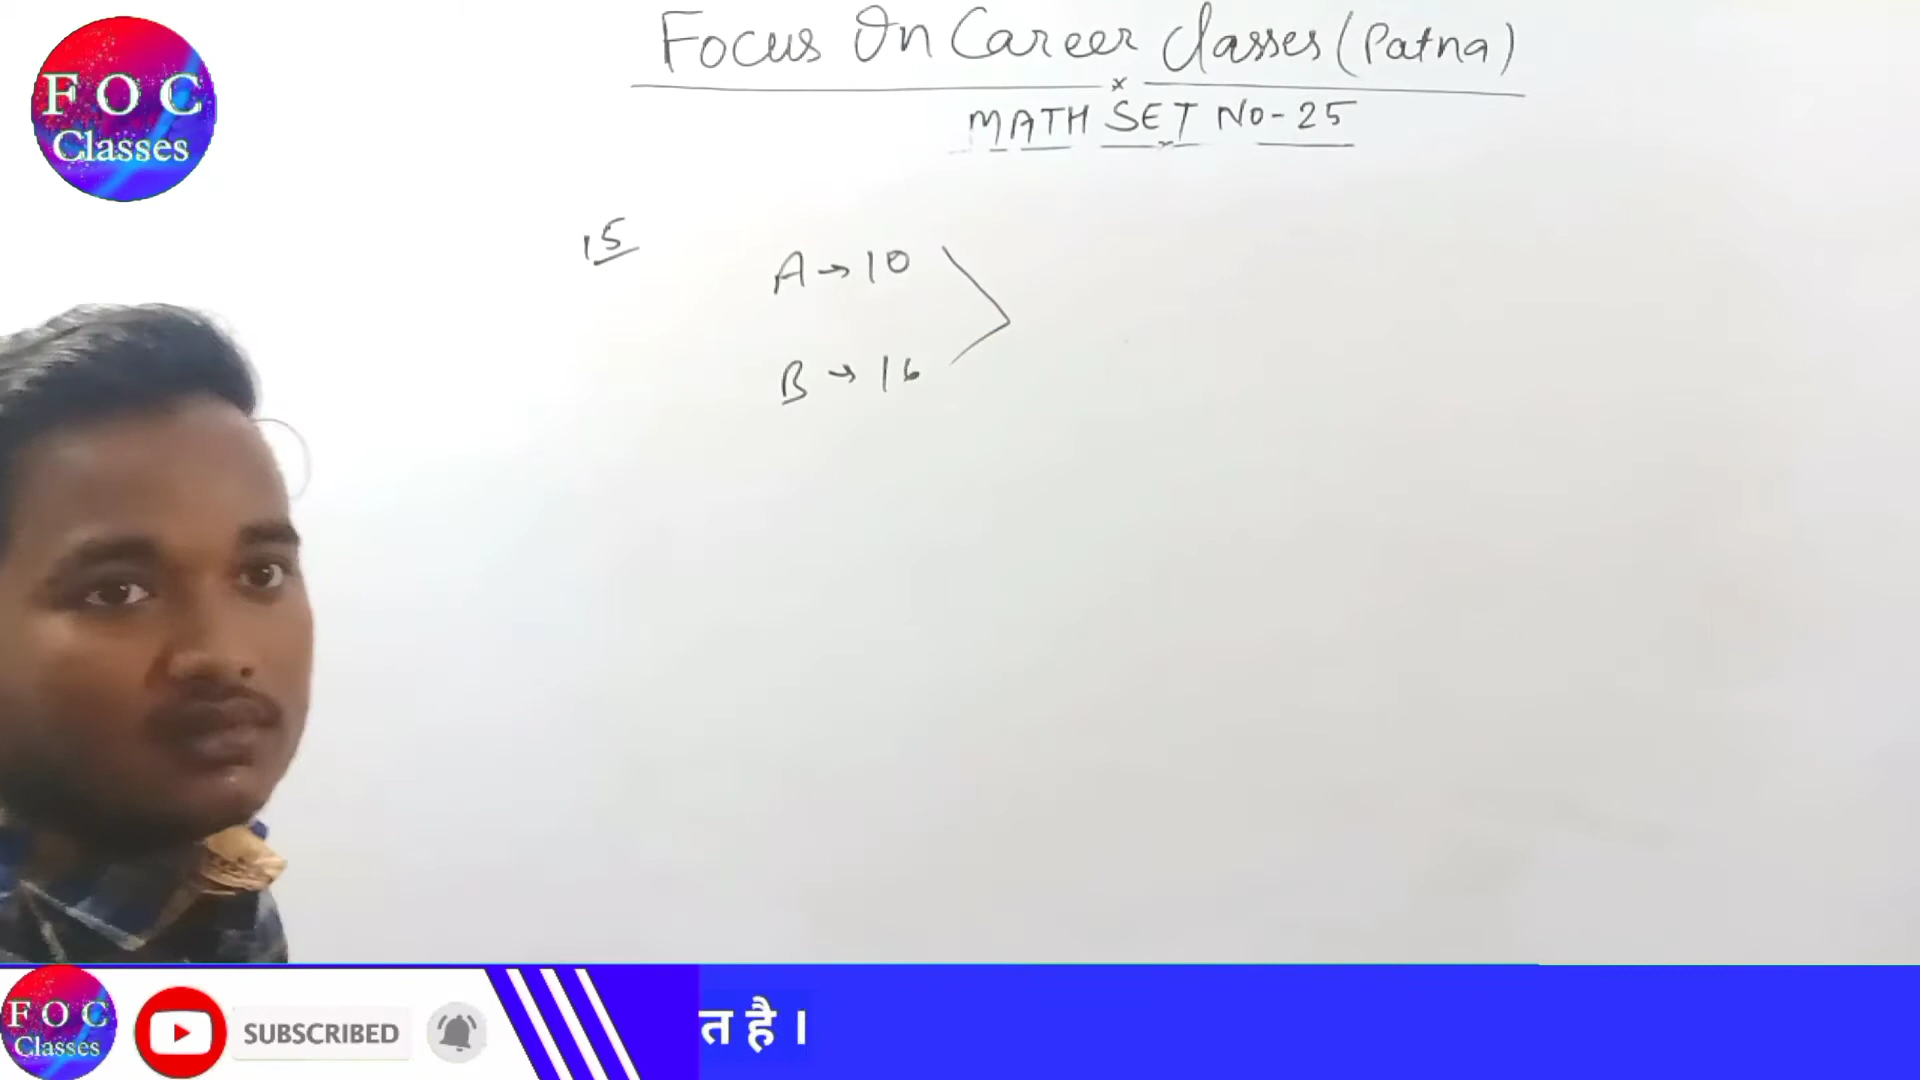 FOC
Classes
Focus On Career Classes (Patna)
MATH SET No-25
15
A → 10
B → 16
FOC
Classes
SUBSCRIBED
त है ।